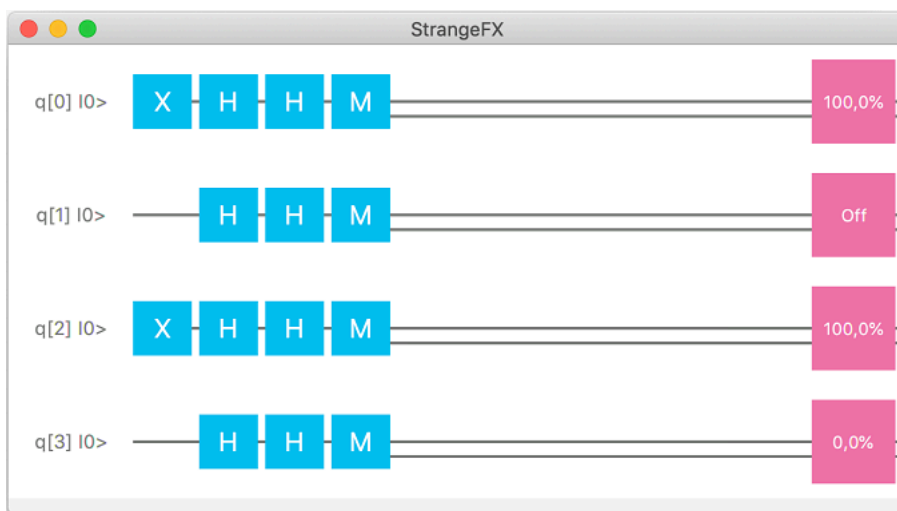 StrangeFX
q[0] I0> X H H M 100,0%
q[1] I0> H H M Off
q[2] I0> X H H M 100,0%
q[3] I0> H H M 0,0%